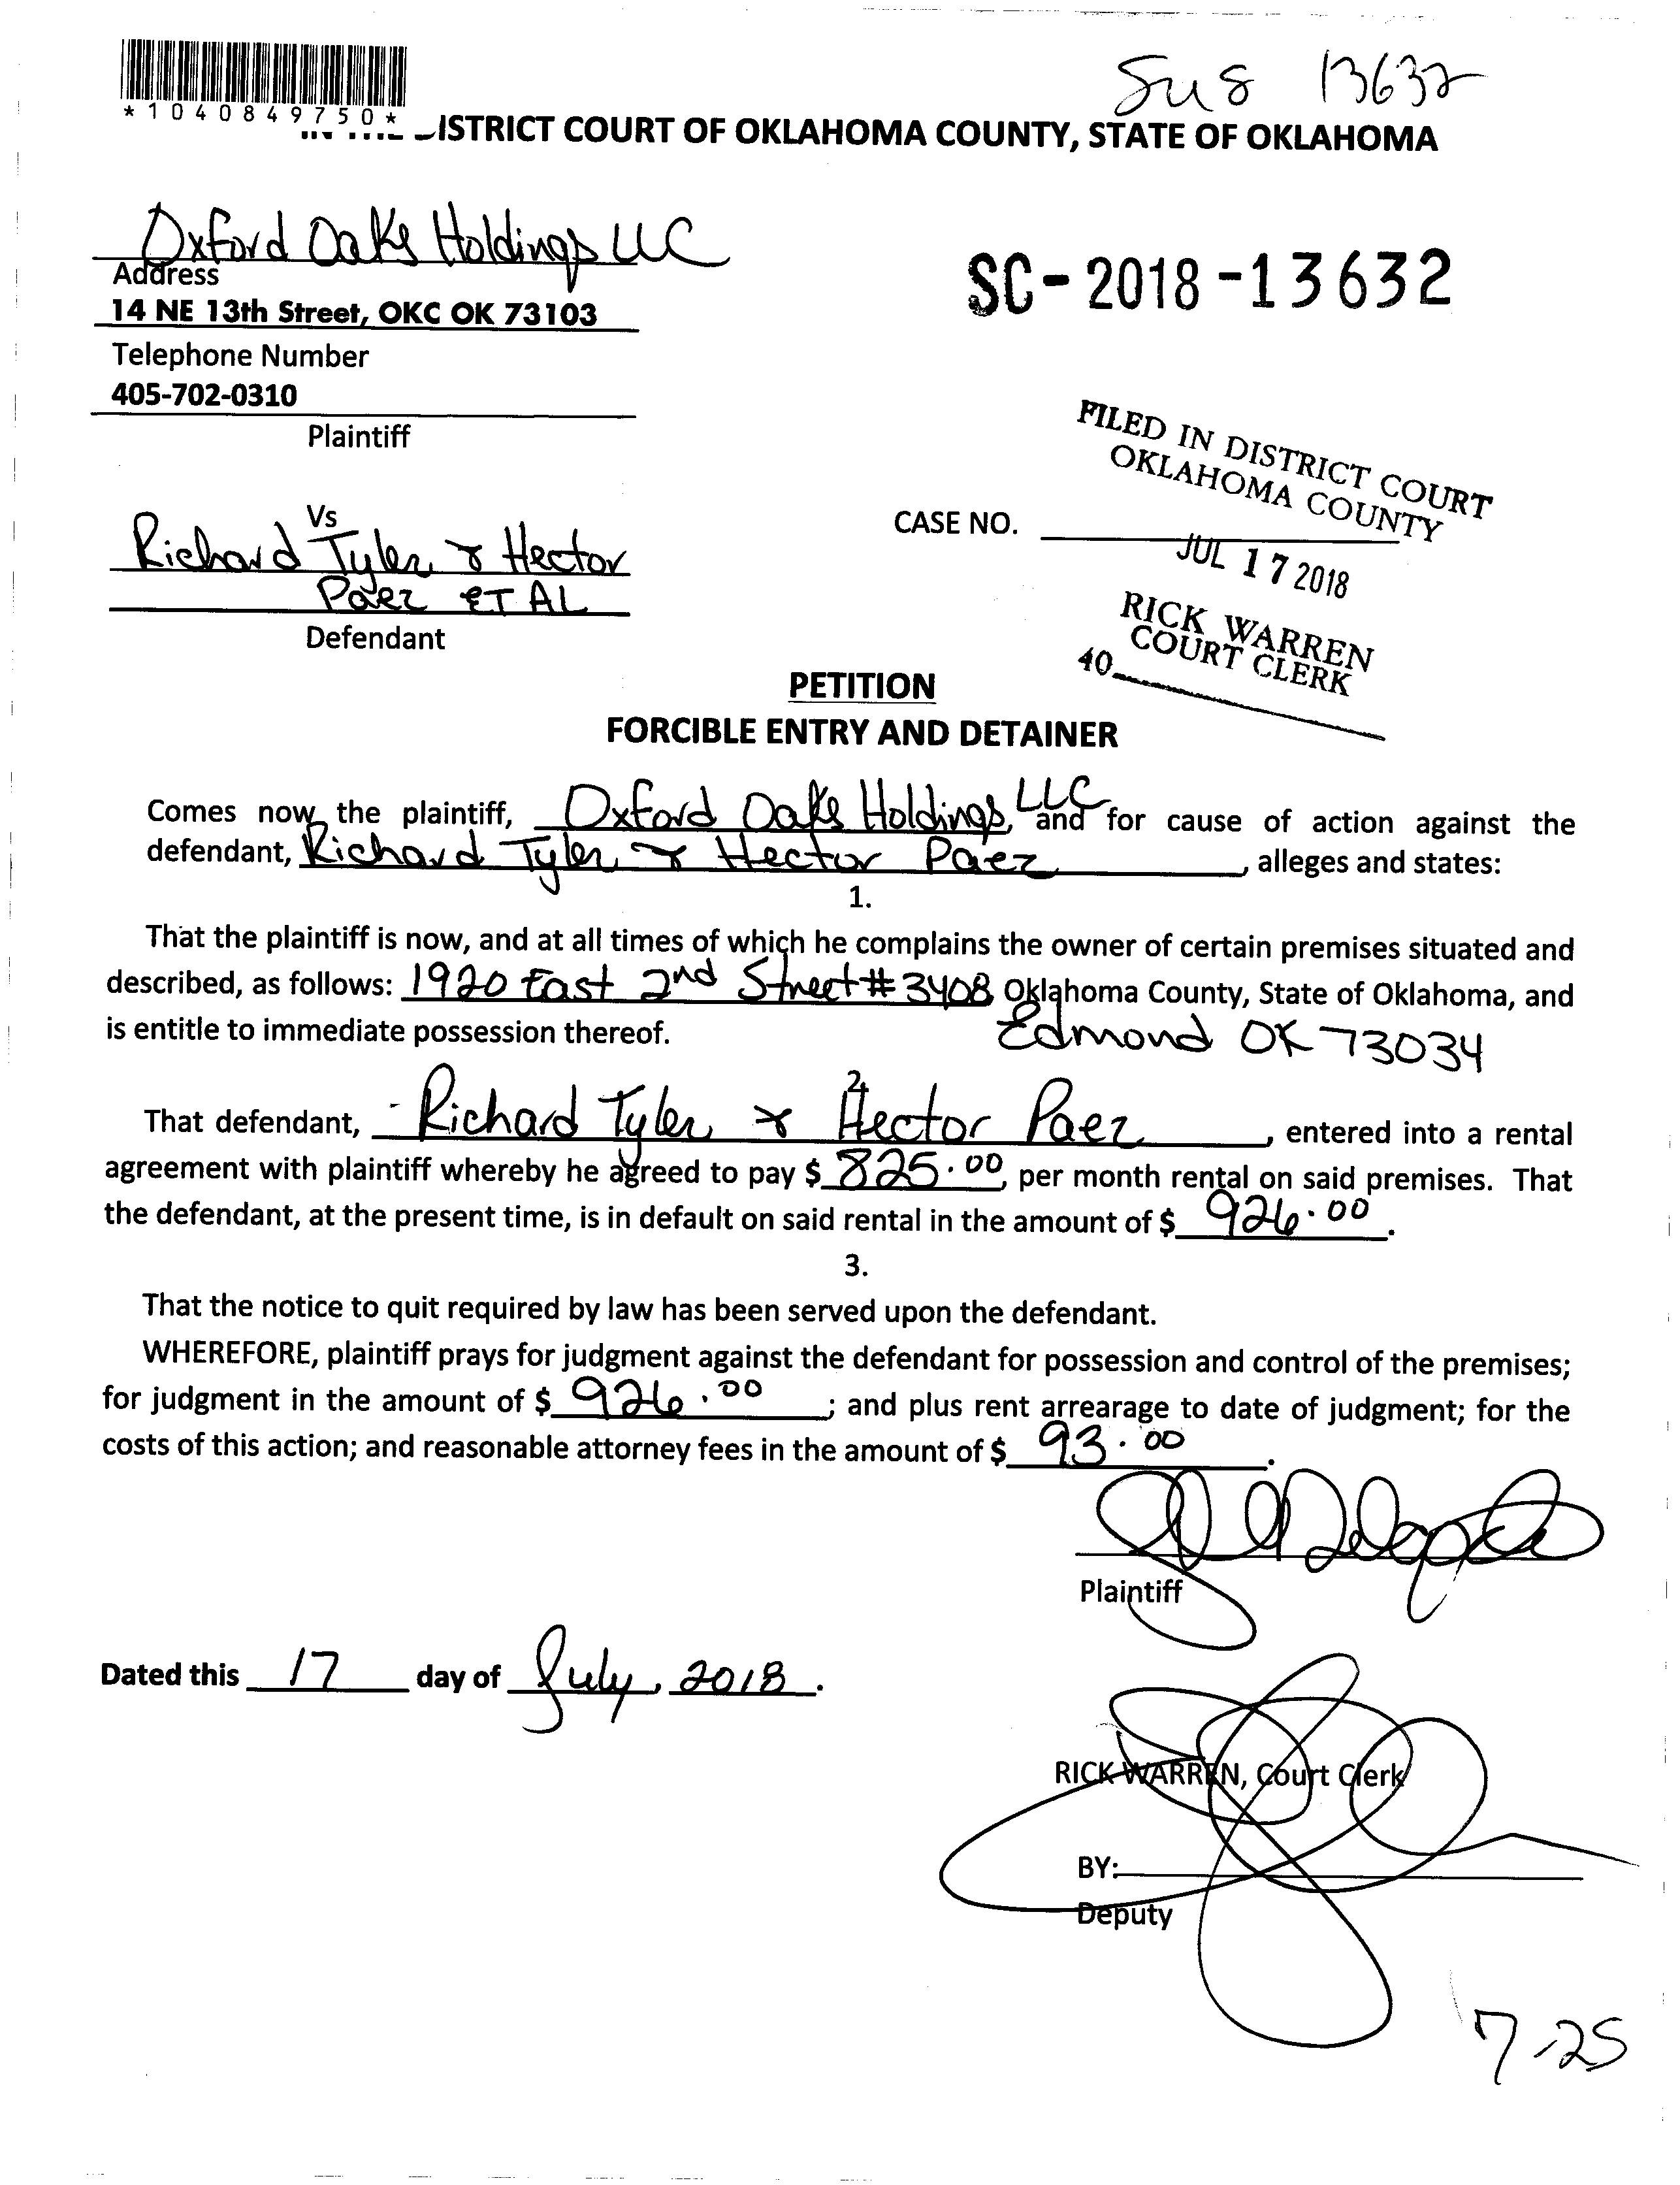 *1040849750*
13632
DISTRICT COURT OF OKLAHOMA COUNTY, STATE OF OKLAHOMA
Oxford Oaks Holdings LLC
Address
14 NE 13th Street, OKC OK 73103
SC-2018-13632
Telephone Number
405-702-0310
Plaintiff
FILED IN DISTRICT COURT
OKLAHOMA COUNTY
Vs
CASE NO.
Richard Tyler & Hector
Paez ET AL
JUL 17 2018
Defendant
RICK WARREN
COURT CLERK
40
PETITION
FORCIBLE ENTRY AND DETAINER
Comes now the plaintiff, Oxford Oaks Holdings, LLC and for cause of action against the
defendant, Richard Tyler & Hector Paez, alleges and states:
1.
That the plaintiff is now, and at all times of which he complains the owner of certain premises situated and
described, as follows: 1920 East 2nd Street #3408 Oklahoma County, State of Oklahoma, and
is entitle to immediate possession thereof. Edmond OK 73034
2.
That defendant, Richard Tyler & Hector Paez, entered into a rental
agreement with plaintiff whereby he agreed to pay $ 825.00, per month rental on said premises. That
the defendant, at the present time, is in default on said rental in the amount of $ 926.00.
3.
That the notice to quit required by law has been served upon the defendant.
WHEREFORE, plaintiff prays for judgment against the defendant for possession and control of the premises;
for judgment in the amount of $ 926.00; and plus rent arrearage to date of judgment; for the
costs of this action; and reasonable attorney fees in the amount of $ 93.00.
Plaintiff
Dated this 17 day of July, 2018.
RICK WARREN, Court Clerk
BY:
Deputy
7-25